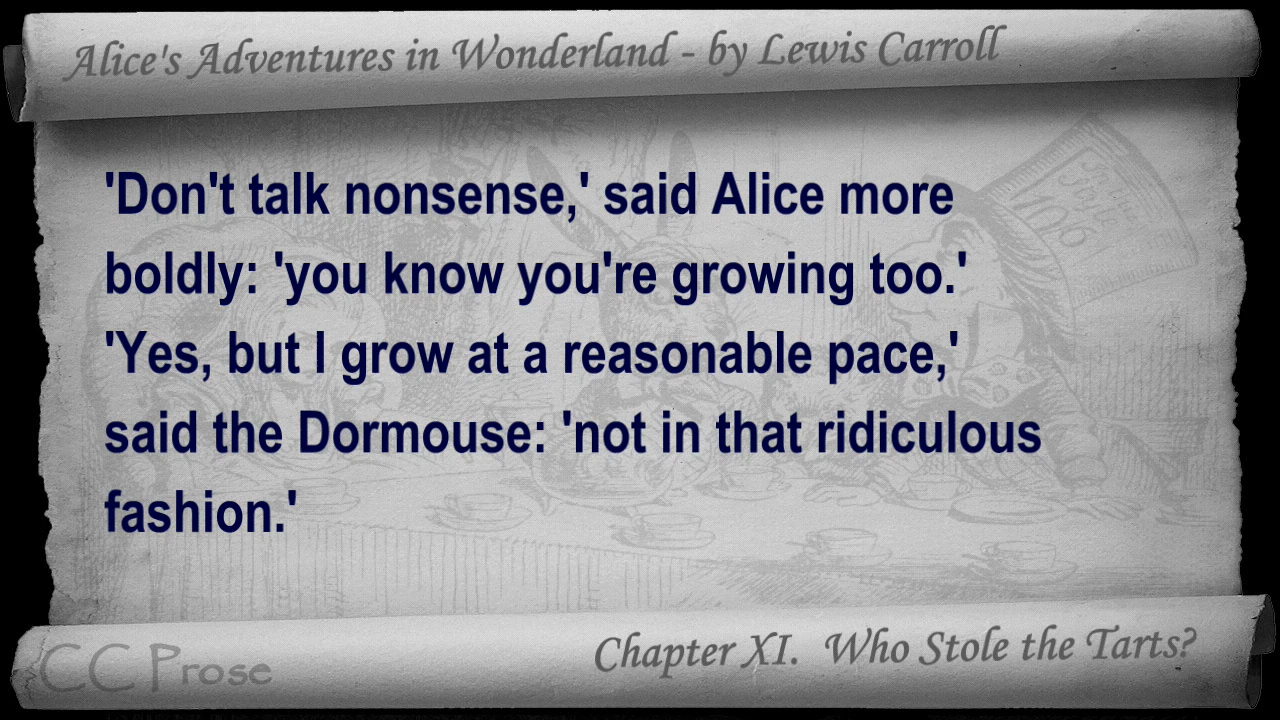 Alice's Adventures in Wonderland - by Lewis Carroll
'Don't talk nonsense,' said Alice more
boldly: 'you know you're growing too.'
'Yes, but I grow at a reasonable pace,'
said the Dormouse: 'not in that ridiculous
fashion.'
Chapter XI. Who Stole the Tarts?
CC Prose